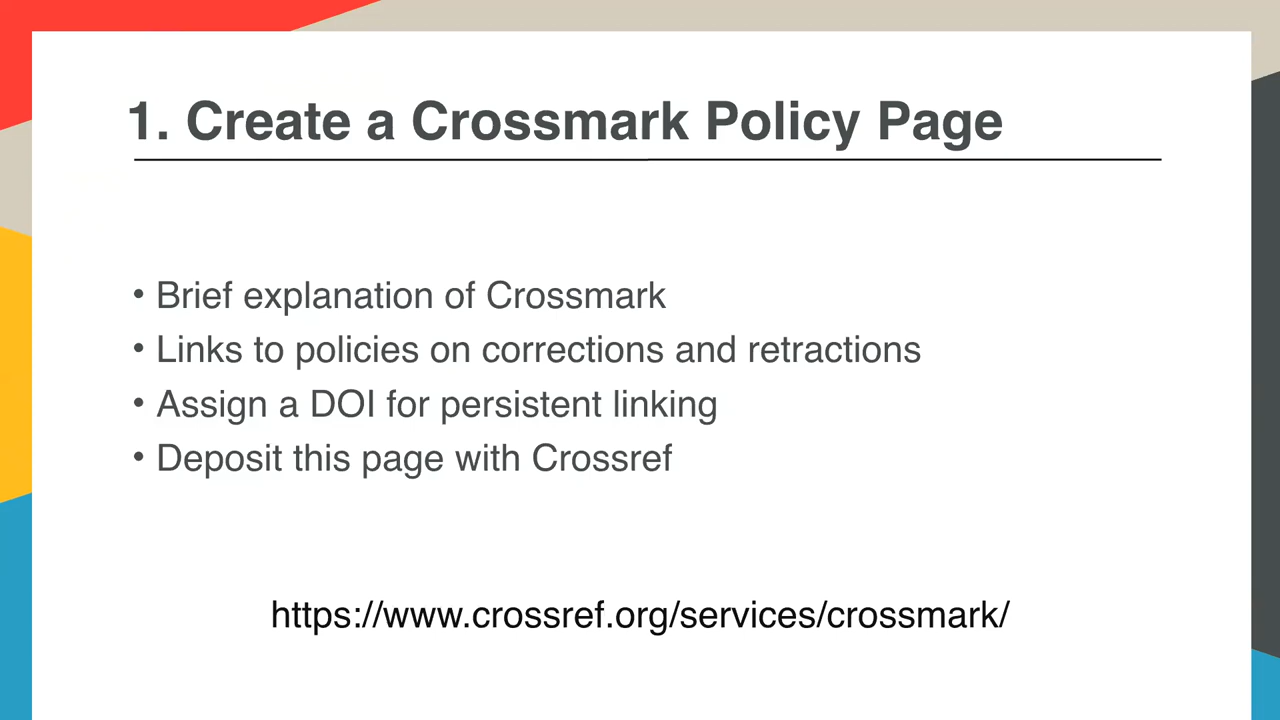 1. Create a Crossmark Policy Page
• Brief explanation of Crossmark
• Links to policies on corrections and retractions
• Assign a DOI for persistent linking
• Deposit this page with Crossref
https://www.crossref.org/services/crossmark/